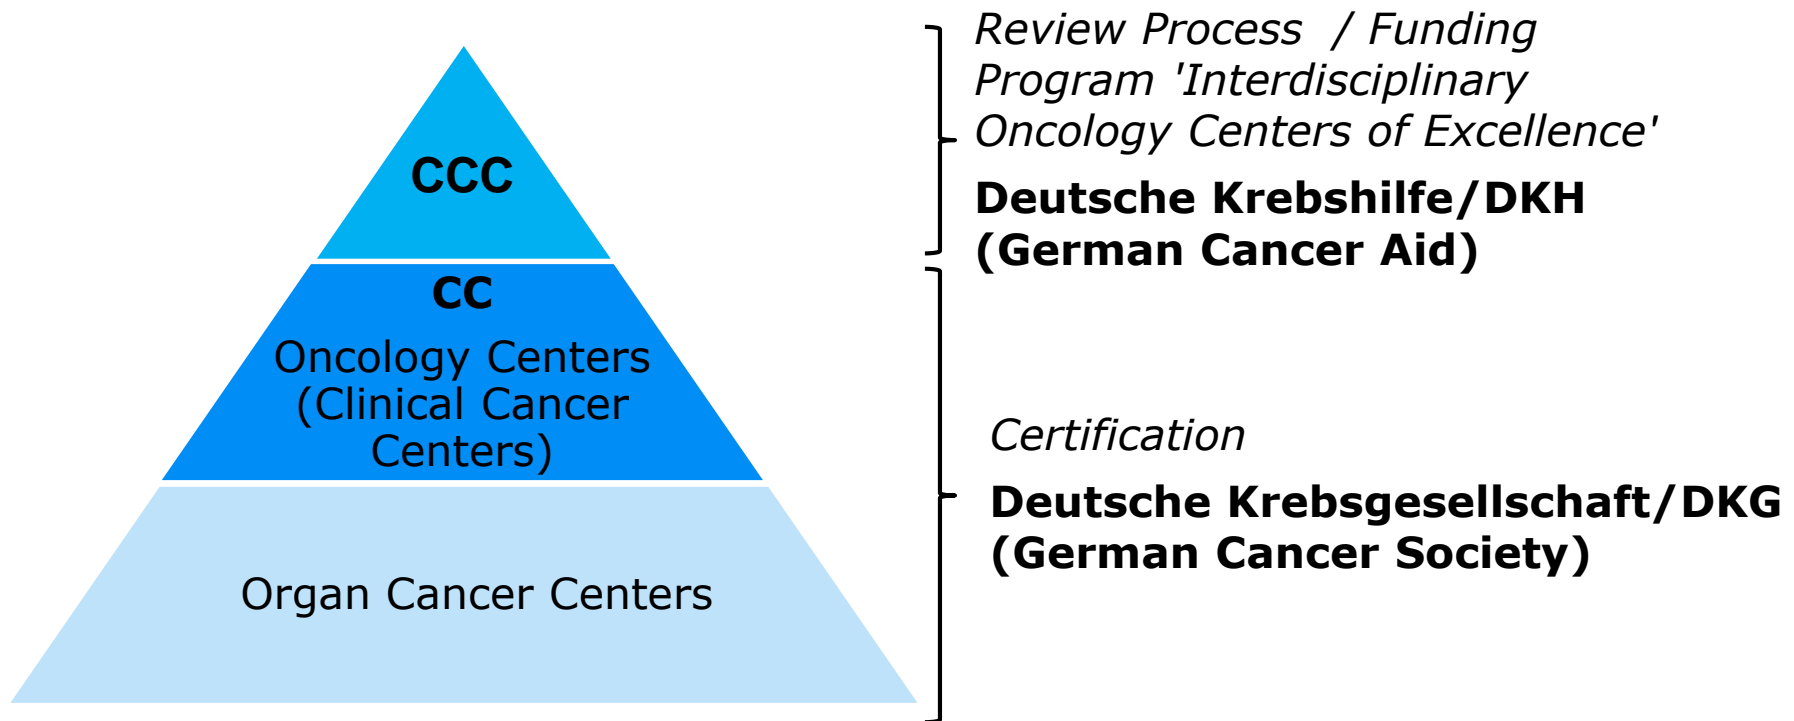 CCC
CC
Oncology Centers
(Clinical Cancer
Centers)
Organ Cancer Centers
Review Process / Funding
Program 'Interdisciplinary
Oncology Centers of Excellence'
Deutsche Krebshilfe/DKH
(German Cancer Aid)
Certification
Deutsche Krebsgesellschaft/DKG
(German Cancer Society)